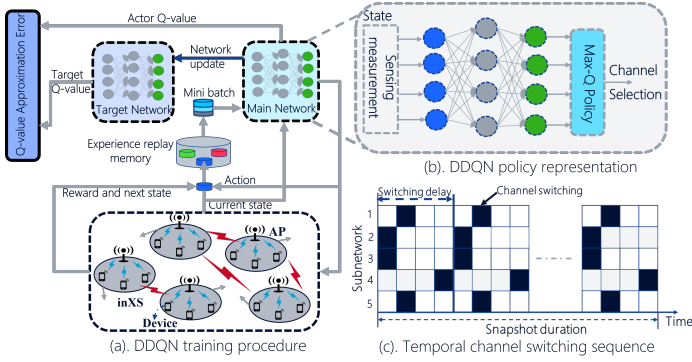 Q-value Approximation Error
Actor Q-value
Target
Q-value
Network
update
Target Network
Main Network
Mini batch
Experience replay
memory
Reward and next state
Action
Current state
AP
inXS
Device
(a). DDQN training procedure
State
Sensing
measurement
Max-Q Policy
Channel
Selection
(b). DDQN policy representation
Switching delay
Channel switching
Subnetwork
1
2
3
4
5
Time
Snapshot duration
(c). Temporal channel switching sequence